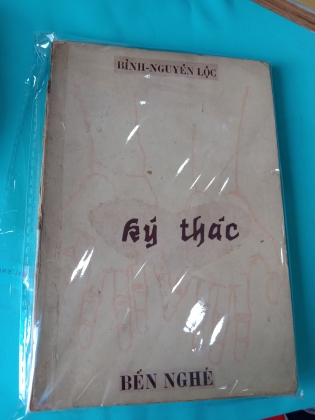 BÌNH-NGUYÊN LỘC
ký thác
BẾN NGHÉ